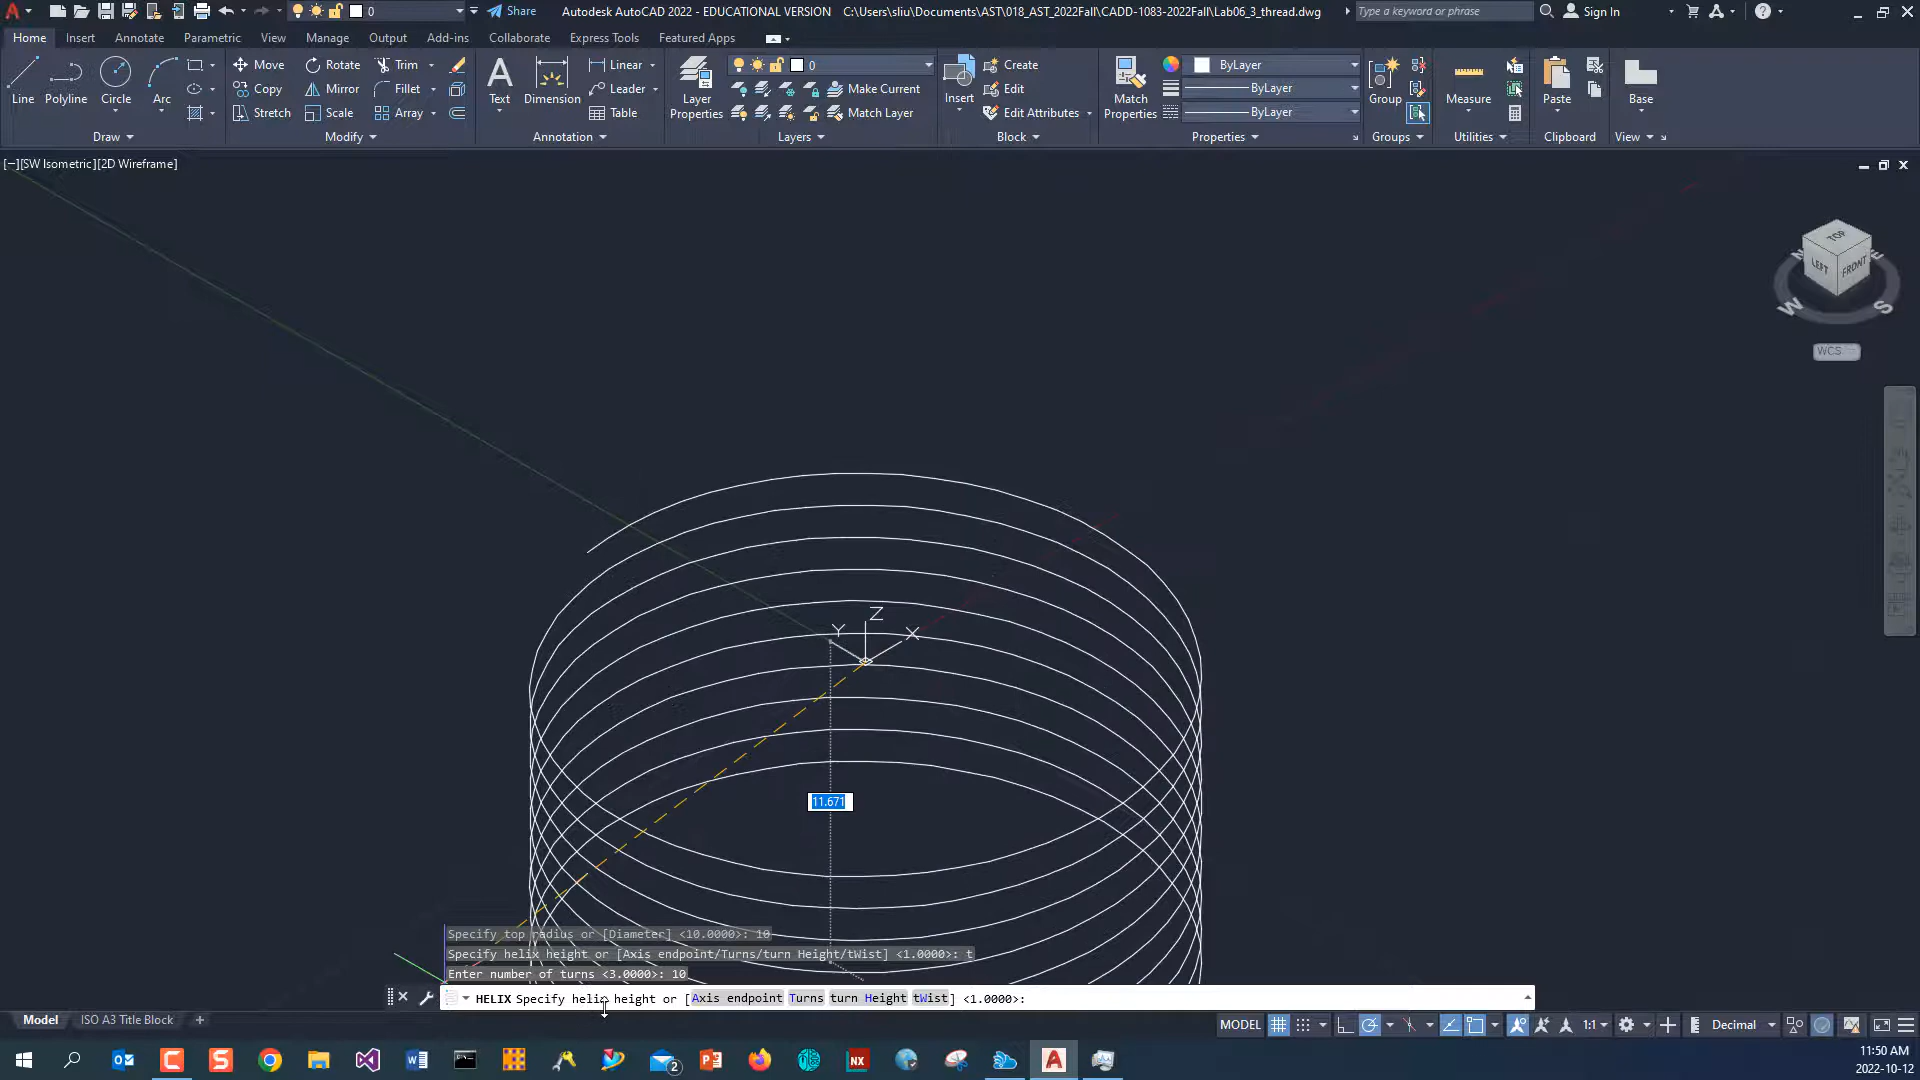 0 Share Autodesk AutoCAD 2022 - EDUCATIONAL VERSION C:\Users\sliu\Documents\AST\018_AST_2022Fall\CADD-1083-2022Fall\Lab06_3_thread.dwg Type a keyword or phrase Sign In
Home Insert Annotate Parametric View Manage Output Add-ins Collaborate Express Tools Featured Apps
Line Polyline Circle Arc
Move Rotate Trim
Copy Mirror Fillet
Stretch Scale Array
Text Dimension
Linear
Leader
Table
Layer Properties
0
Make Current
Match Layer
Insert
Create
Edit
Edit Attributes
Match Properties
ByLayer
ByLayer
ByLayer
Group Measure Paste Base
Draw Modify Annotation Layers Block Properties Groups Utilities Clipboard View
[−][SW Isometric][2D Wireframe]
TOP
LEFT FRONT
N E
W S
WCS
Z
Y X
11.671
Specify top radius or [Diameter] <10.0000>: 10
Specify helix height or [Axis endpoint/Turns/turn Height/tWist] <1.0000>: t
Enter number of turns <3.0000>: 10
HELIX Specify helix height or [Axis endpoint Turns turn Height tWist] <1.0000>:
Model ISO A3 Title Block +
MODEL 1:1 Decimal
2
NX
11:50 AM
2022-10-12